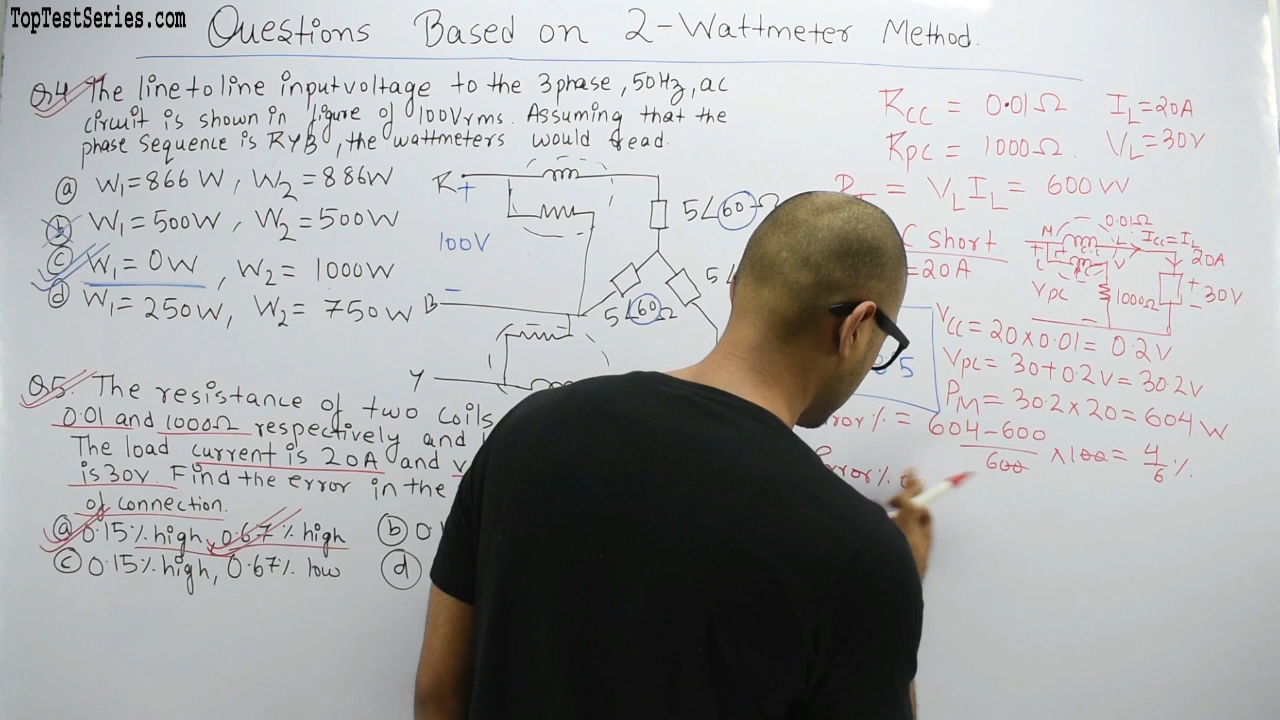 TopTestSeries.com
Questions Based on 2-Wattmeter Method.
Q4 The line to line input voltage to the 3 phase, 50Hz, ac
circuit is shown in figure of 100Vrms. Assuming that the
phase sequence is RYB, the wattmeters would read.
(a) W1 = 866 W, W2 = 886W
(b) W1 = 500W, W2 = 500W
(c) W1 = 0W, W2 = 1000W
(d) W1 = 250W, W2 = 750W
R +
100V
-
B
Y
5∠60 Ω
5∠60Ω
5∠
Q5. The resistance of two coils
0.01 and 1000Ω respectively and
The load current is 20A and
is 30v. Find the error in the
of connection.
(a) 0.15% high, 0.67% high
(b) 0.
(c) 0.15% high, 0.67% low
(d)
RCC = 0.01Ω IL = 20A
RPC = 1000Ω. VL = 30V
PT = VL IL = 600W
C short
= 20A
M L 0.01Ω ICC = IL
C.C
C V
VPC 1000Ω
20A
+
30V
-
VCC = 20×0.01 = 0.2V
VPC = 30+0.2V = 30.2V
PM = 30.2×20 = 604W
rror% = 604-600 / 600 ×100 = 4/6 %.
Error%